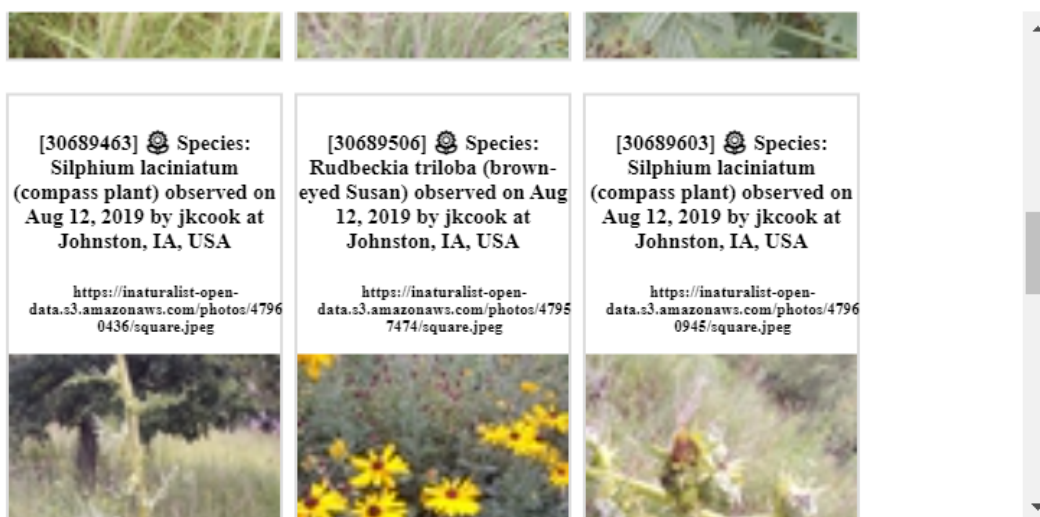 [30689463] 🏵 Species:
Silphium laciniatum
(compass plant) observed on
Aug 12, 2019 by jkcook at
Johnston, IA, USA
https://inaturalist-open-
data.s3.amazonaws.com/photos/4796
0436/square.jpeg
[30689506] 🏵 Species:
Rudbeckia triloba (brown-
eyed Susan) observed on Aug
12, 2019 by jkcook at
Johnston, IA, USA
https://inaturalist-open-
data.s3.amazonaws.com/photos/4795
7474/square.jpeg
[30689603] 🏵 Species:
Silphium laciniatum
(compass plant) observed on
Aug 12, 2019 by jkcook at
Johnston, IA, USA
https://inaturalist-open-
data.s3.amazonaws.com/photos/4796
0945/square.jpeg